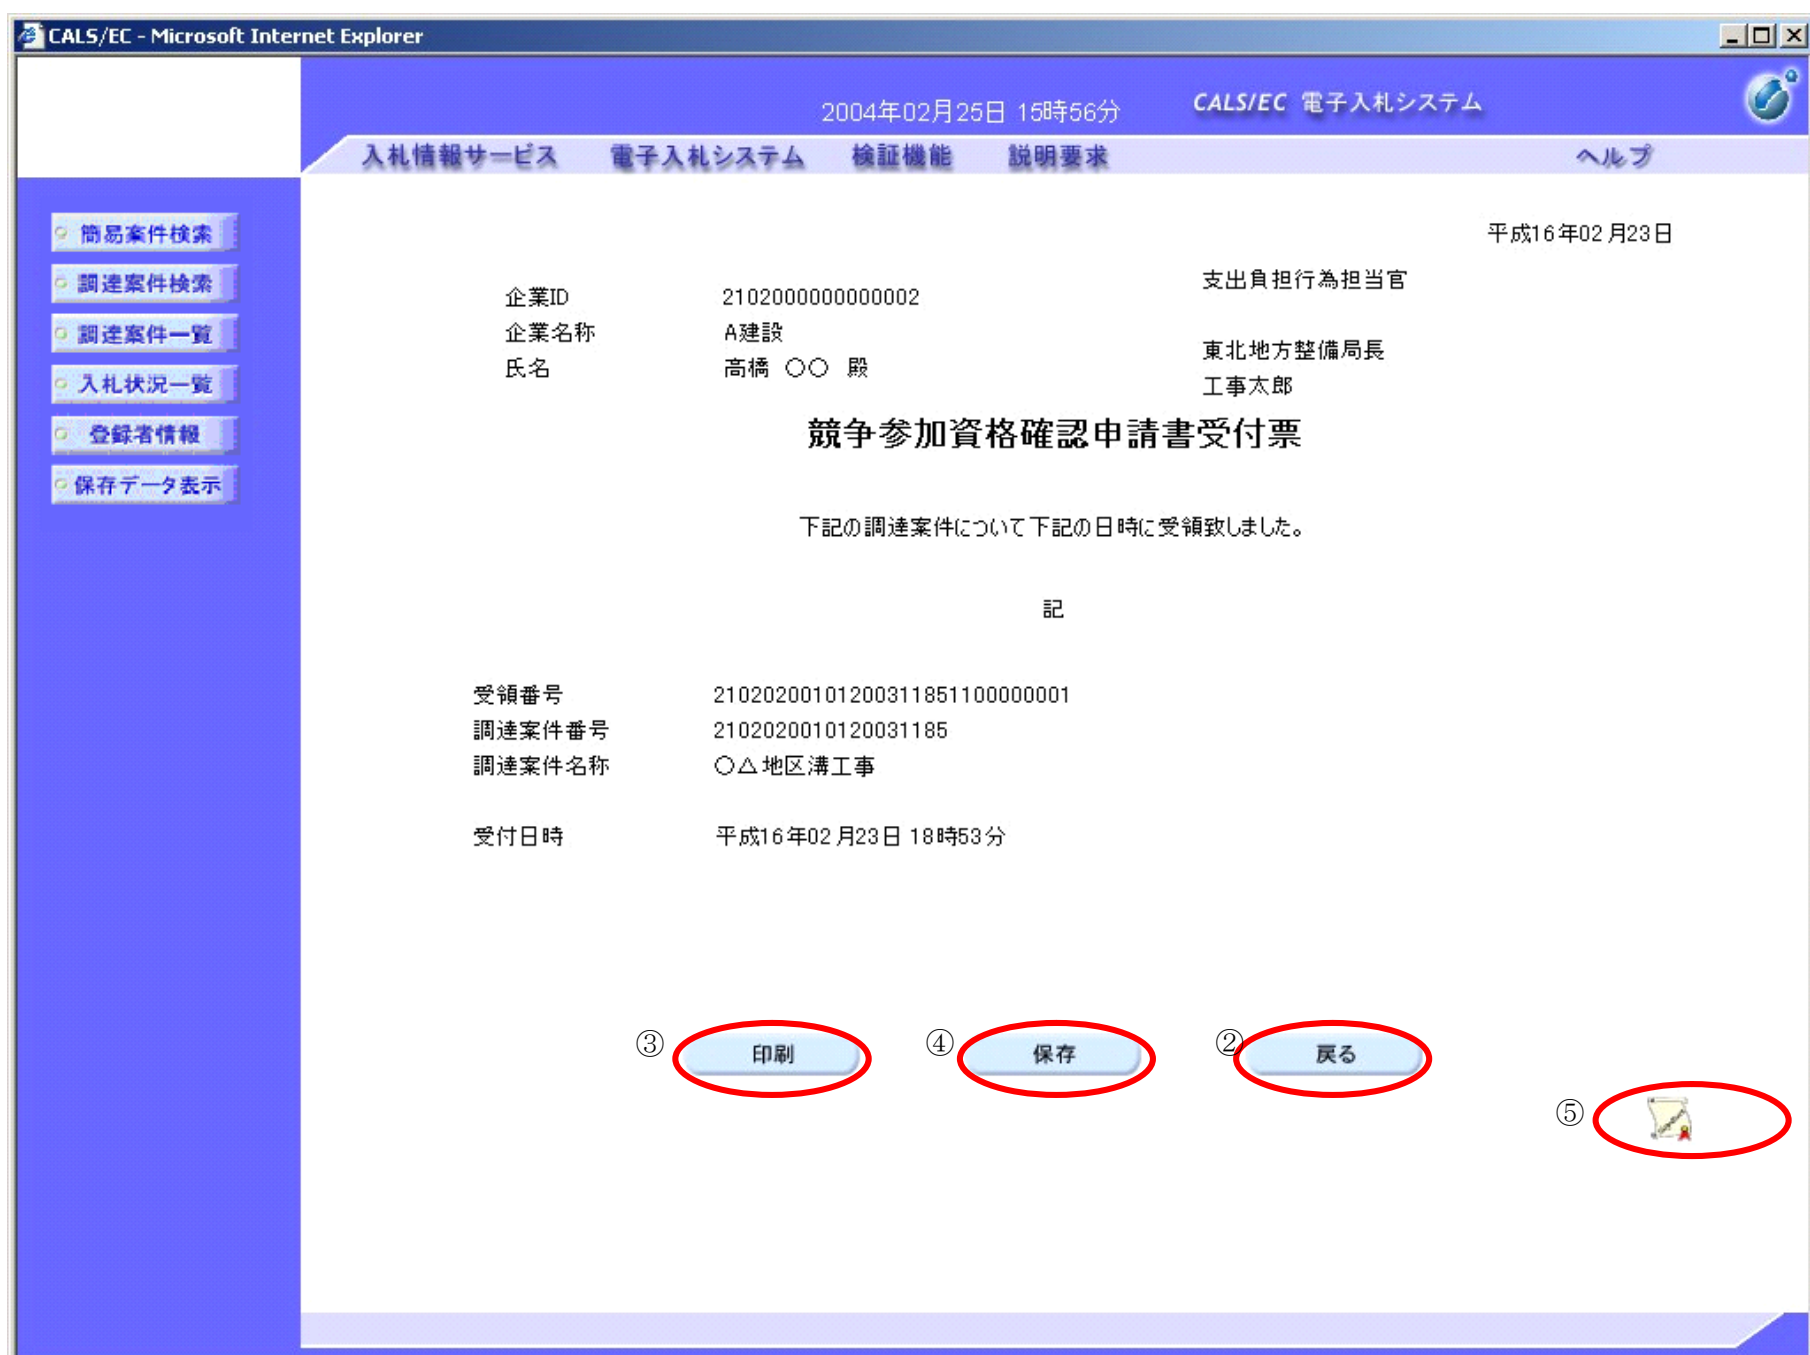 CALS/EC - Microsoft Internet Explorer
2004年02月25日 15時56分
CALS/EC 電子入札システム
入札情報サービス 電子入札システム 検証機能 説明要求 ヘルプ
簡易案件検索
調達案件検索
調達案件一覧
入札状況一覧
登録者情報
保存データ表示
平成16年02月23日
支出負担行為担当官
企業ID 2102000000000002
企業名称 A建設
東北地方整備局長
氏名 高橋 〇〇 殿
工事太郎
競争参加資格確認申請書受付票
下記の調達案件について下記の日時に受領致しました。
記
受領番号 21020200101200311851100000001
調達案件番号 2102020010120031185
調達案件名称 〇△地区溝工事
受付日時 平成16年02月23日 18時53分
③ 印刷 ④ 保存 ② 戻る
⑤